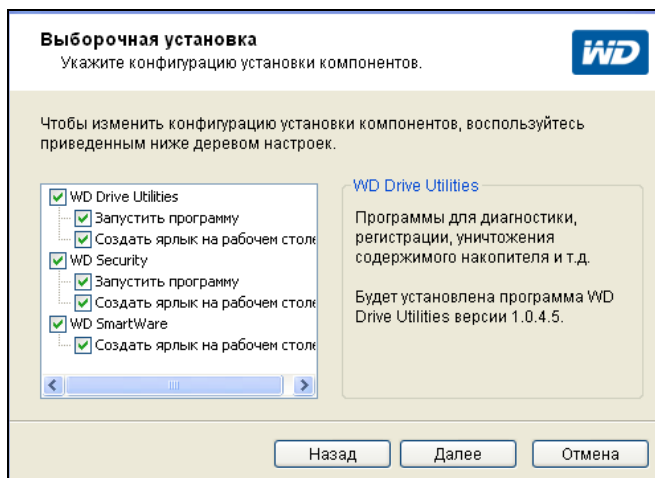 Выборочная установка
Укажите конфигурацию установки компонентов.
WD
Чтобы изменить конфигурацию установки компонентов, воспользуйтесь
приведенным ниже деревом настроек.
WD Drive Utilities
Запустить программу
Создать ярлык на рабочем столе
WD Security
Запустить программу
Создать ярлык на рабочем столе
WD SmartWare
Создать ярлык на рабочем столе
WD Drive Utilities
Программы для диагностики,
регистрации, уничтожения
содержимого накопителя и т.д.
Будет установлена программа WD
Drive Utilities версии 1.0.4.5.
Назад
Далее
Отмена